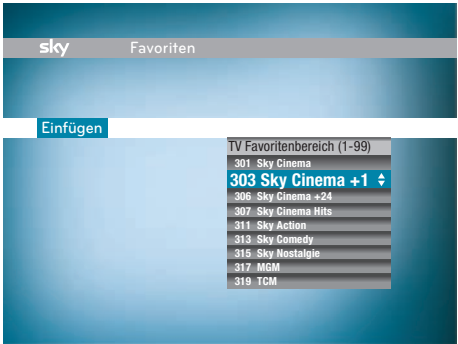 sky Favoriten
Einfügen
TV Favoritenbereich (1-99)
301 Sky Cinema
303 Sky Cinema +1
306 Sky Cinema +24
307 Sky Cinema Hits
311 Sky Action
313 Sky Comedy
315 Sky Nostalgie
317 MGM
319 TCM